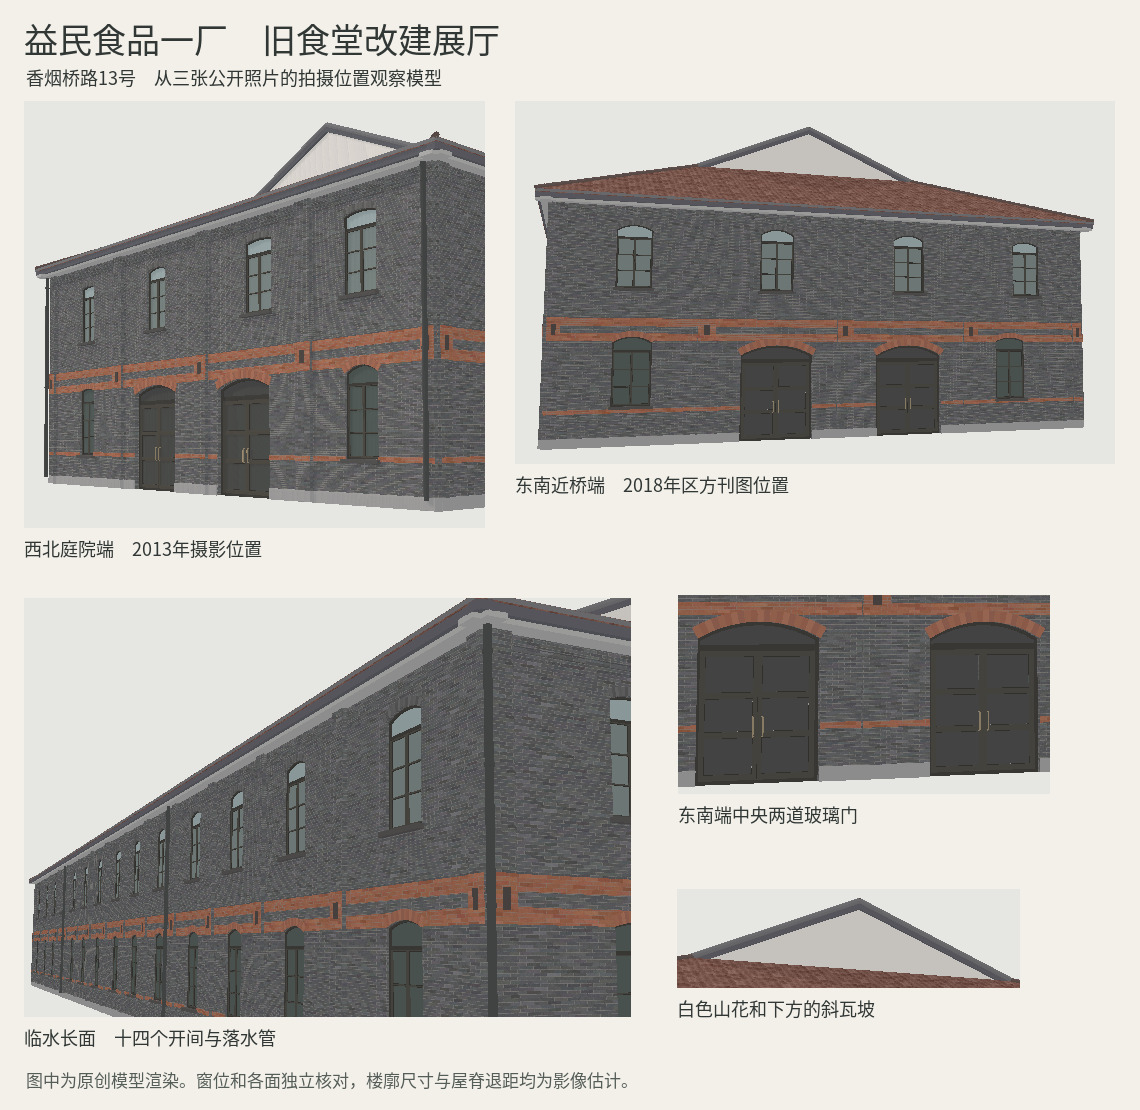 益民食品一厂　旧食堂改建展厅
香烟桥路13号　从三张公开照片的拍摄位置观察模型
东南近桥端　2018年区方刊图位置
西北庭院端　2013年摄影位置
东南端中央两道玻璃门
白色山花和下方的斜瓦坡
临水长面　十四个开间与落水管
图中为原创模型渲染。窗位和各面独立核对，楼廓尺寸与屋脊退距均为影像估计。